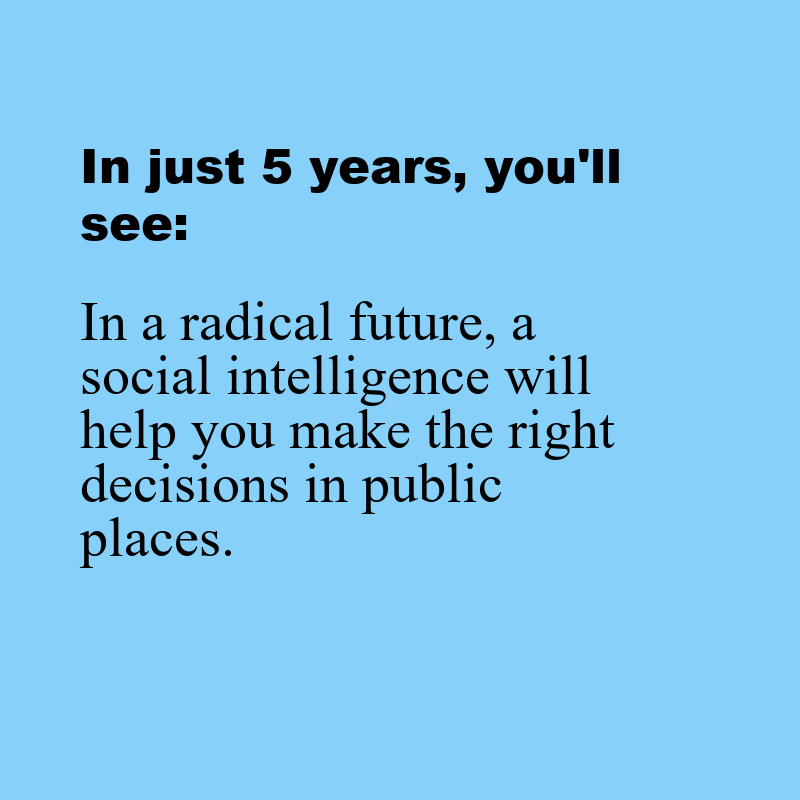 In just 5 years, you'll
see:
In a radical future, a
social intelligence will
help you make the right
decisions in public
places.